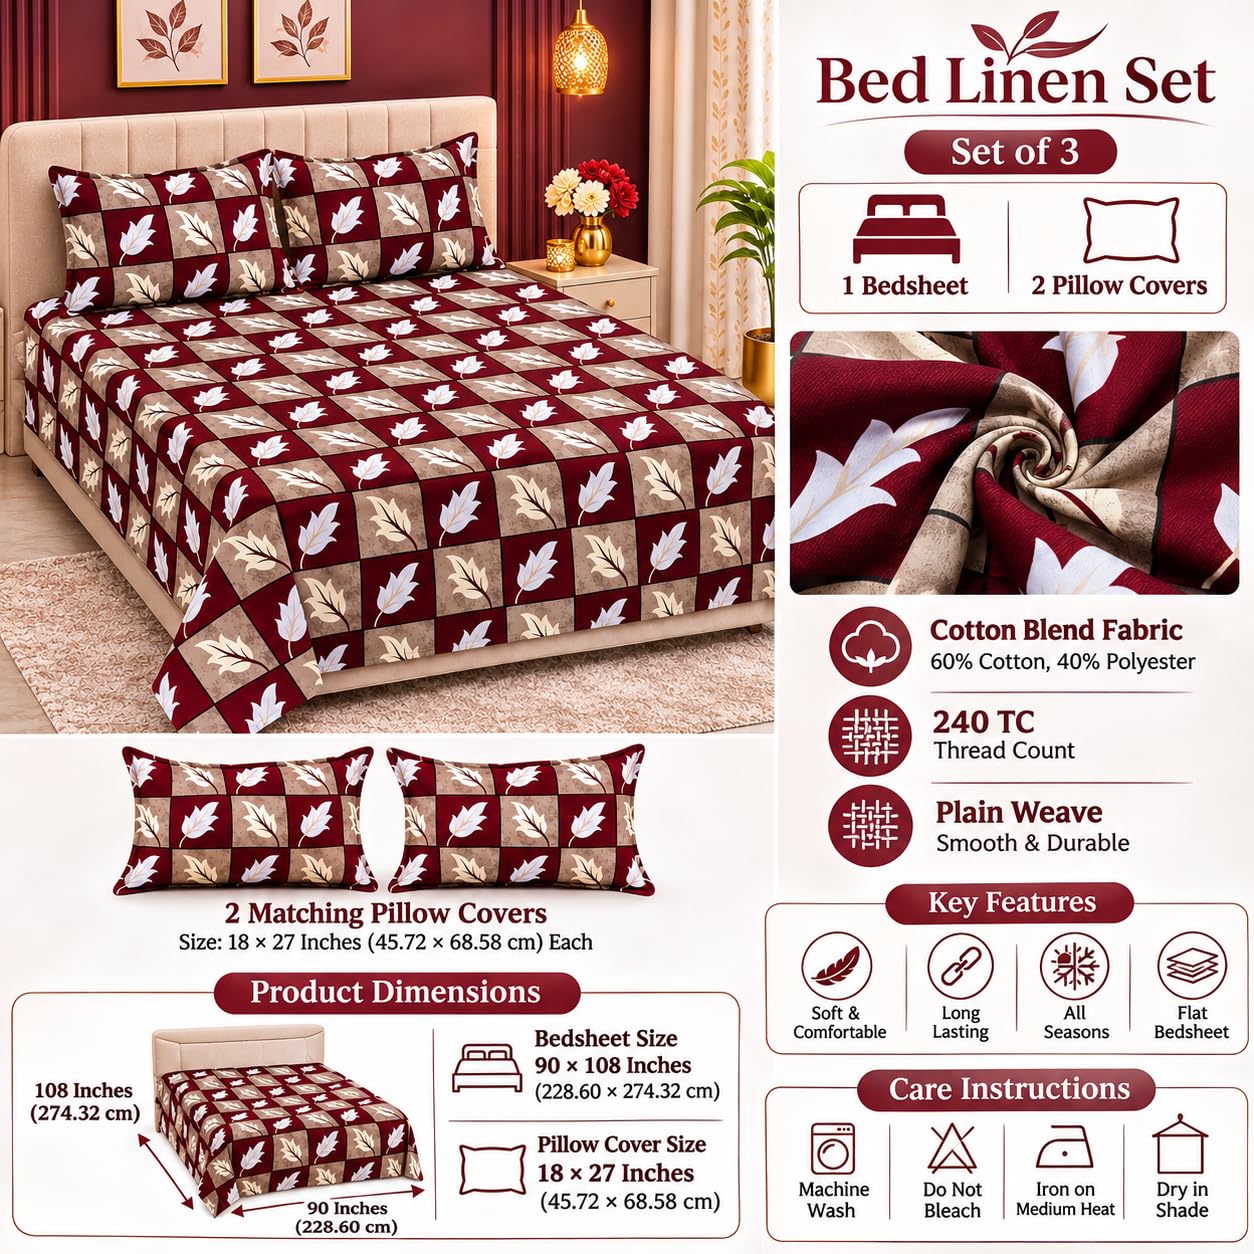 Bed Linen Set
Set of 3
1 Bedsheet
2 Pillow Covers
Cotton Blend Fabric
60% Cotton, 40% Polyester
240 TC
Thread Count
Plain Weave
Smooth & Durable
2 Matching Pillow Covers
Size: 18 × 27 Inches (45.72 × 68.58 cm) Each
Product Dimensions
108 Inches
(274.32 cm)
90 Inches
(228.60 cm)
Bedsheet Size
90 × 108 Inches
(228.60 × 274.32 cm)
Pillow Cover Size
18 × 27 Inches
(45.72 × 68.58 cm)
Key Features
Soft &
Comfortable
Long
Lasting
All
Seasons
Flat
Bedsheet
Care Instructions
Machine
Wash
Do Not
Bleach
Iron on
Medium Heat
Dry in
Shade